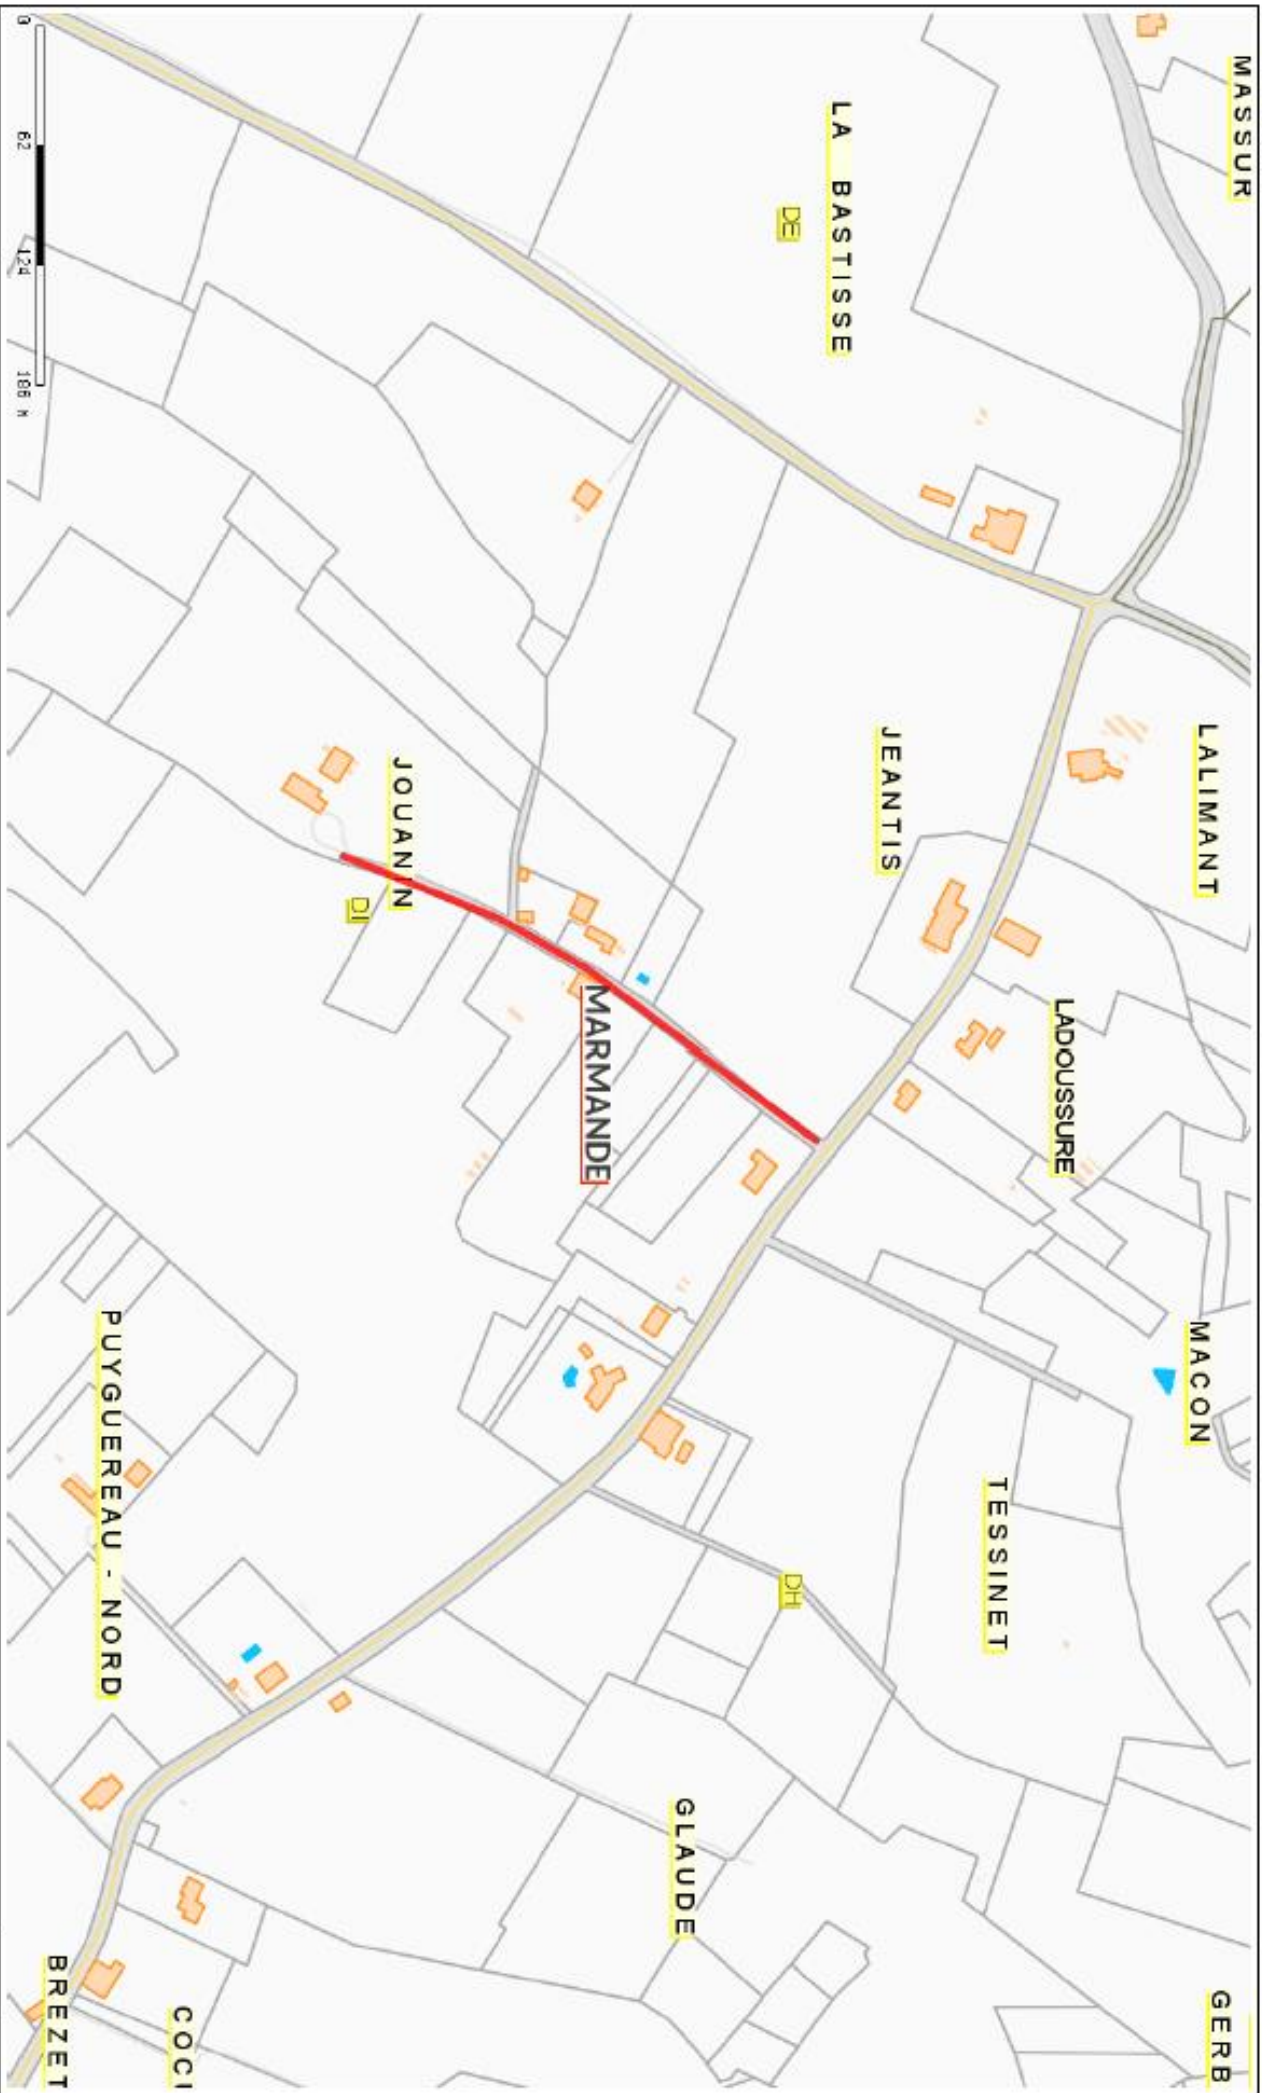 MASSUR
LA BASTISSE
DE
0 62 124 186 M
LALIMANT
JEANTIS
JOUANIN
DI
MARMANDE
LADOUSSURE
MACON
TESSINET
DH
PUYGUEREAU - NORD
GLAUDE
GERB
COCI
BREZET